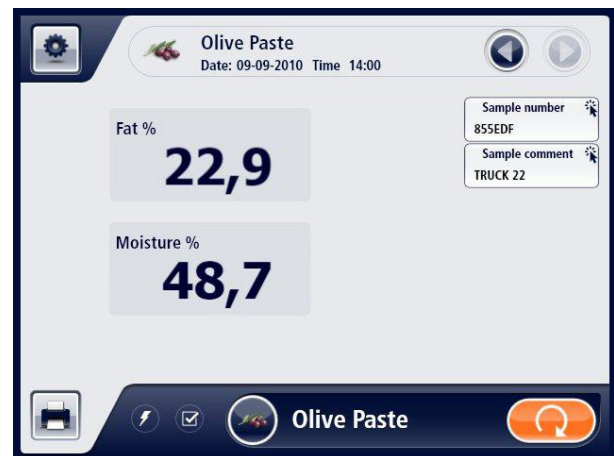 Olive Paste
Date: 09-09-2010 Time 14:00
Sample number
855EDF
Sample comment
TRUCK 22
Fat %
22,9
Moisture %
48,7
Olive Paste